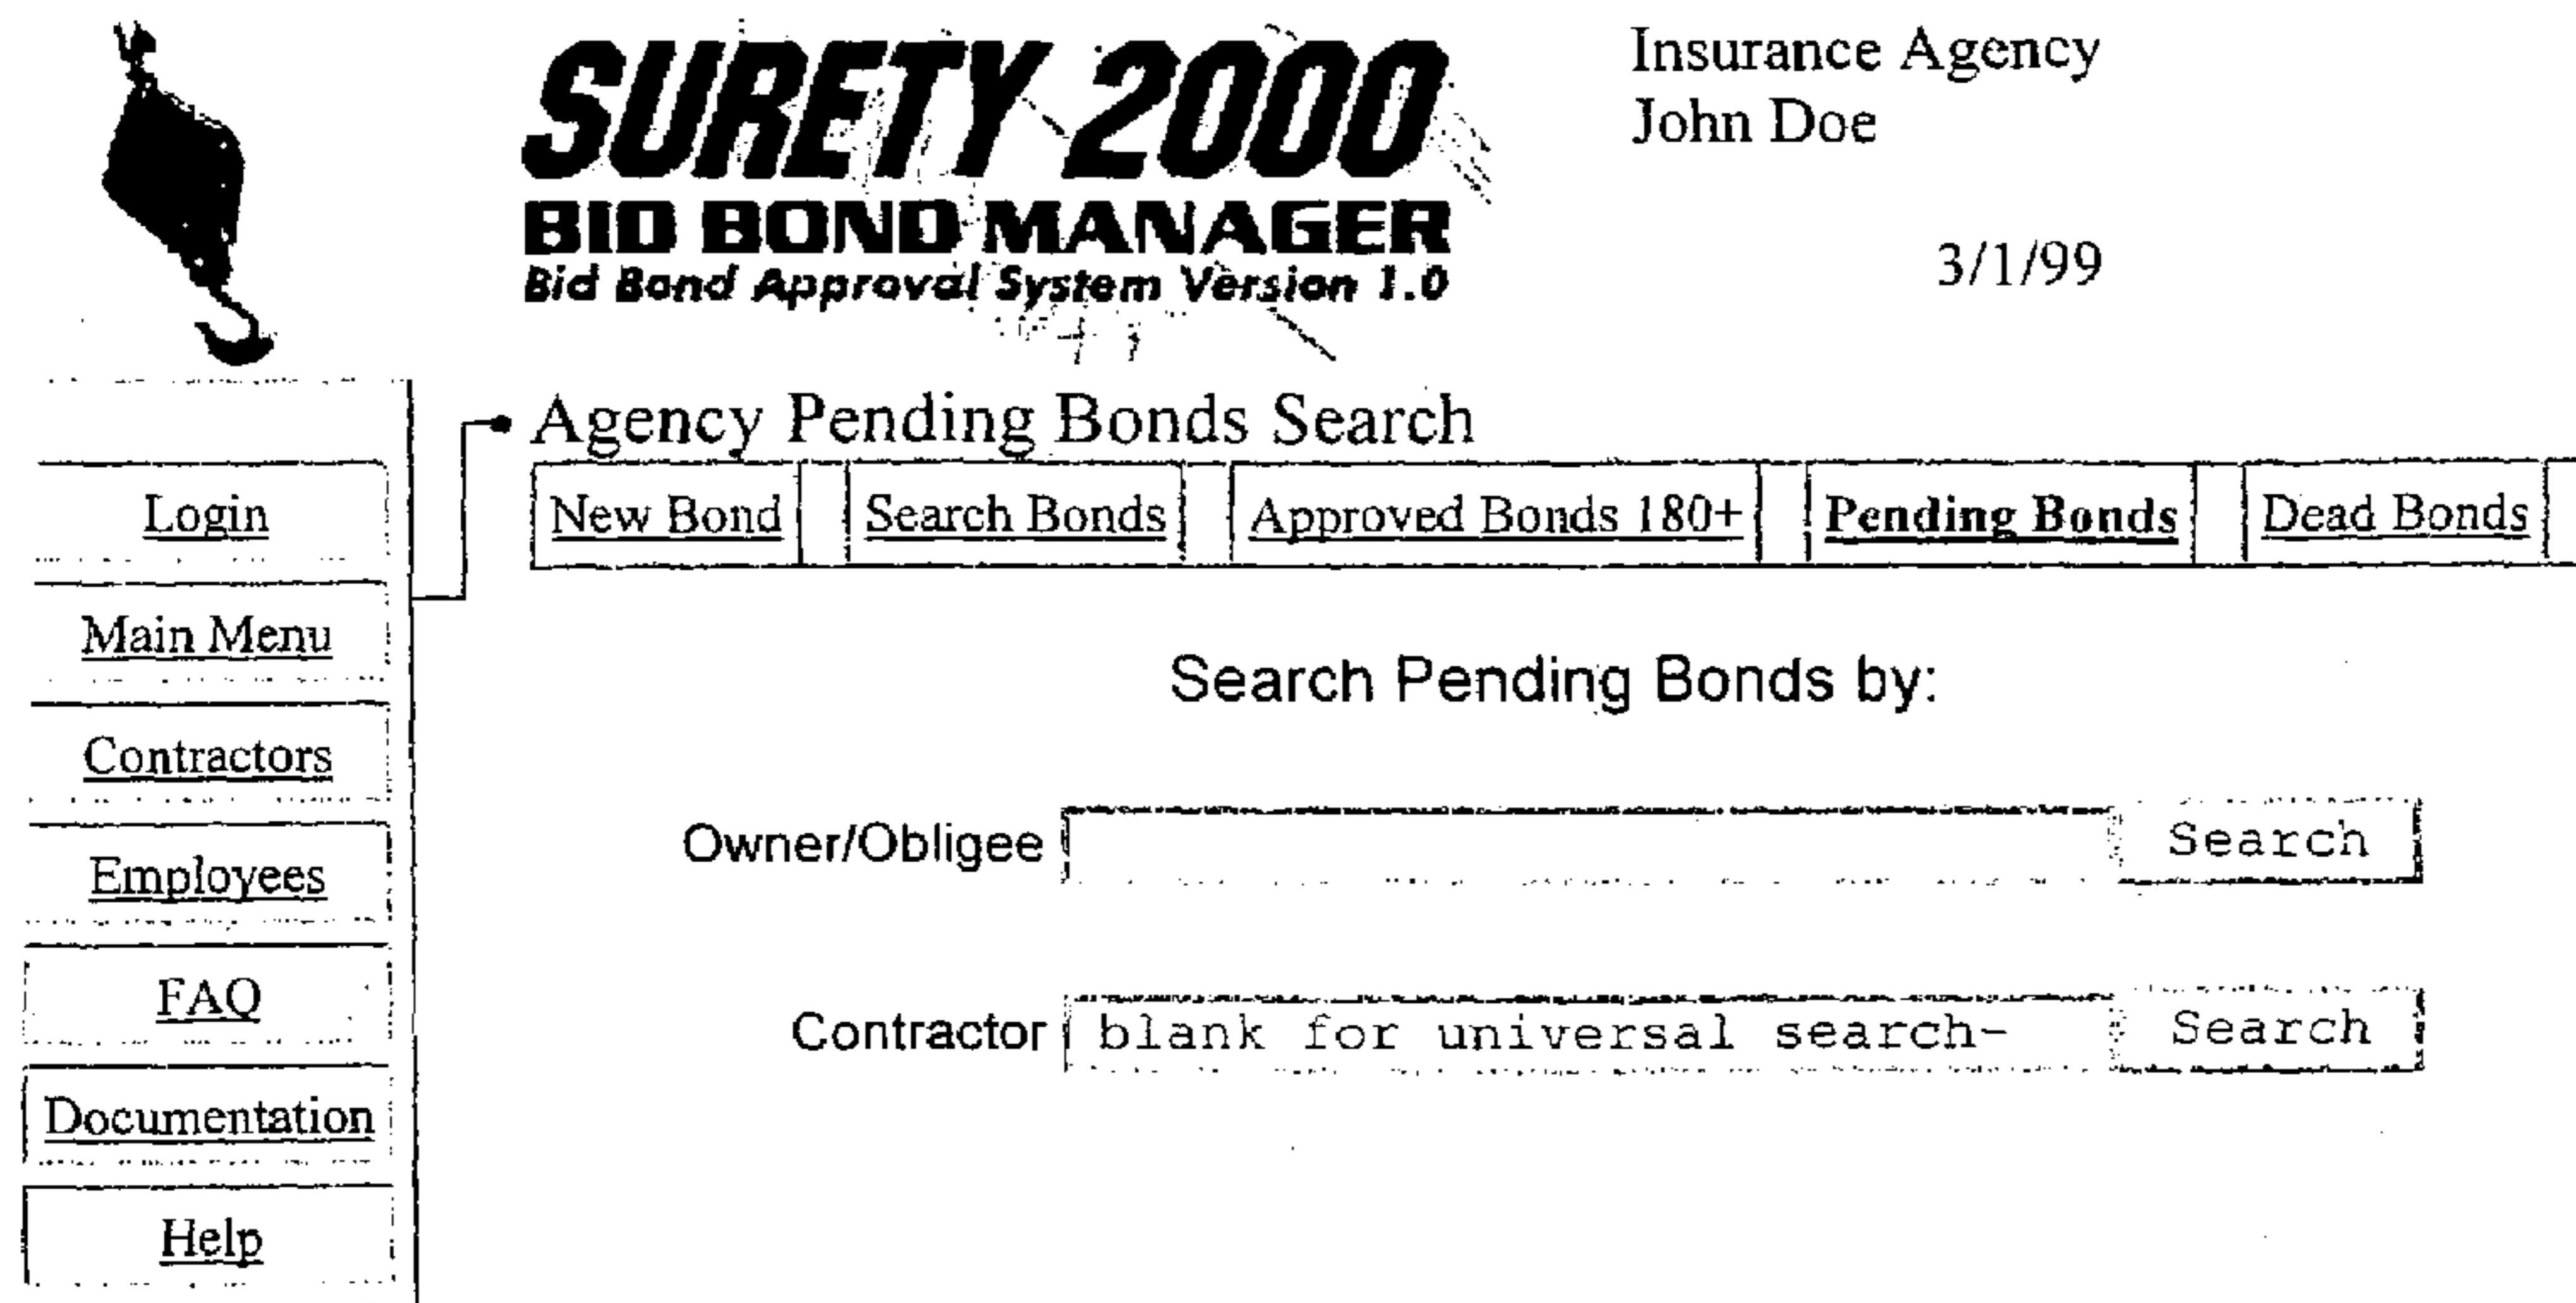 SURETY 2000
BID BOND MANAGER
Bid Bond Approval System Version 1.0
Insurance Agency
John Doe
3/1/99
Agency Pending Bonds Search
New Bond Search Bonds Approved Bonds 180+ Pending Bonds Dead Bonds
Login
Main Menu
Contractors
Employees
FAQ
Documentation
Help
Search Pending Bonds by:
Owner/Obligee Search
Contractor blank for universal search- Search